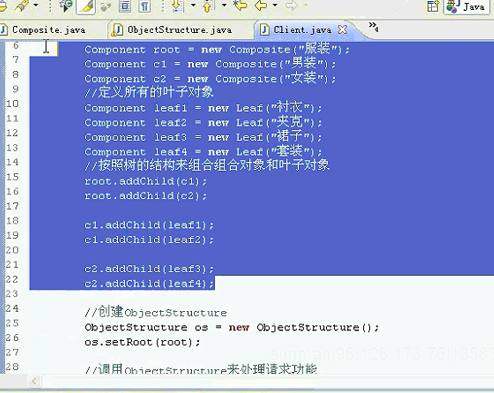 Java
Composite.java
ObjectStructure.java
Client.java
6 Component root = new Composite("服装");
7 Component c1 = new Composite("男装");
8 Component c2 = new Composite("女装");
9 //定义所有的叶子对象
10 Component leaf1 = new Leaf("衬衣");
11 Component leaf2 = new Leaf("夹克");
12 Component leaf3 = new Leaf("裙子");
13 Component leaf4 = new Leaf("套装");
14 //按照树的结构来组合组合对象和叶子对象
15 root.addChild(c1);
16 root.addChild(c2);
17
18 c1.addChild(leaf1);
19 c1.addChild(leaf2);
20
21 c2.addChild(leaf3);
22 c2.addChild(leaf4);
23
24 //创建ObjectStructure
25 ObjectStructure os = new ObjectStructure();
26 os.setRoot(root);
27
28 //调用ObjectStructure来处理请求功能